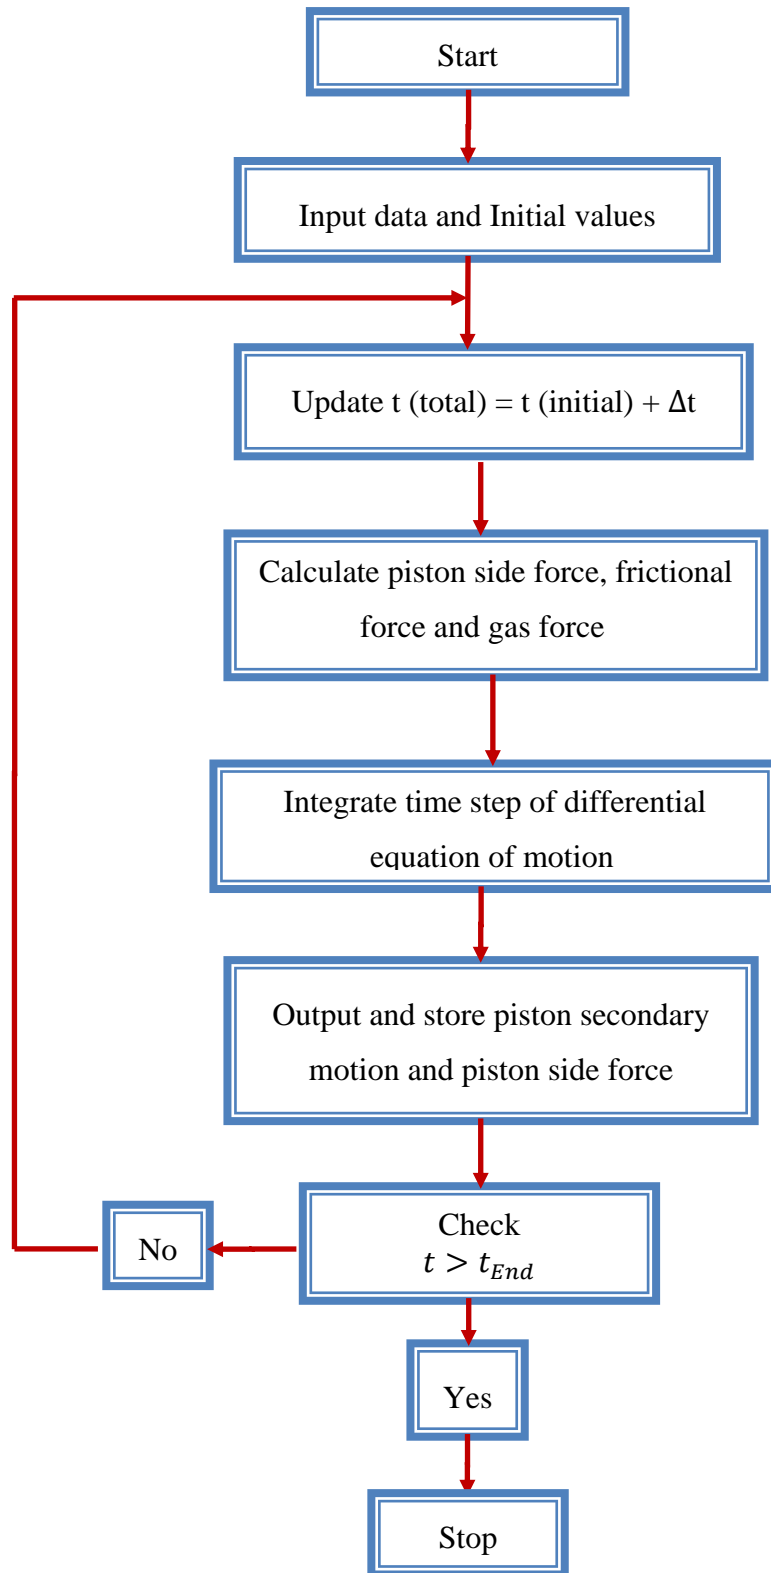 Start
Input data and Initial values
Update t (total) = t (initial) + Δt
Calculate piston side force, frictional
force and gas force
Integrate time step of differential
equation of motion
Output and store piston secondary
motion and piston side force
Check
t > t_End
No
Yes
Stop